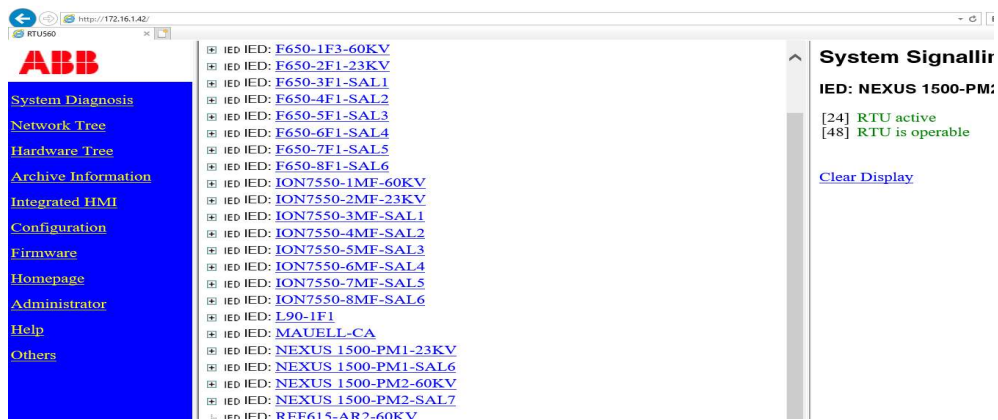 http://172.16.1.42/
RTU560
ABB
System Diagnosis
Network Tree
Hardware Tree
Archive Information
Integrated HMI
Configuration
Firmware
Homepage
Administrator
Help
Others
IED IED: F650-1F3-60KV
IED IED: F650-2F1-23KV
IED IED: F650-3F1-SAL1
IED IED: F650-4F1-SAL2
IED IED: F650-5F1-SAL3
IED IED: F650-6F1-SAL4
IED IED: F650-7F1-SAL5
IED IED: F650-8F1-SAL6
IED IED: ION7550-1MF-60KV
IED IED: ION7550-2MF-23KV
IED IED: ION7550-3MF-SAL1
IED IED: ION7550-4MF-SAL2
IED IED: ION7550-5MF-SAL3
IED IED: ION7550-6MF-SAL4
IED IED: ION7550-7MF-SAL5
IED IED: ION7550-8MF-SAL6
IED IED: L90-1F1
IED IED: MAUELL-CA
IED IED: NEXUS 1500-PM1-23KV
IED IED: NEXUS 1500-PM1-SAL6
IED IED: NEXUS 1500-PM2-60KV
IED IED: NEXUS 1500-PM2-SAL7
IED IED: REF615-AR2-60KV
System Signallin
IED: NEXUS 1500-PM2
[24] RTU active
[48] RTU is operable
Clear Display